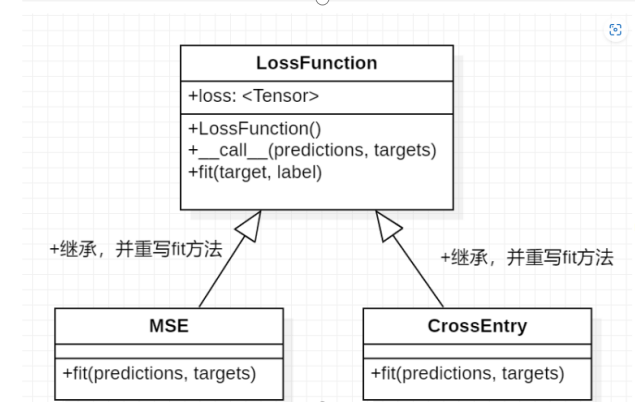 LossFunction
+loss: <Tensor>
+LossFunction()
+__call__(predictions, targets)
+fit(target, label)
+继承，并重写fit方法
+继承，并重写fit方法
MSE
+fit(predictions, targets)
CrossEntry
+fit(predictions, targets)